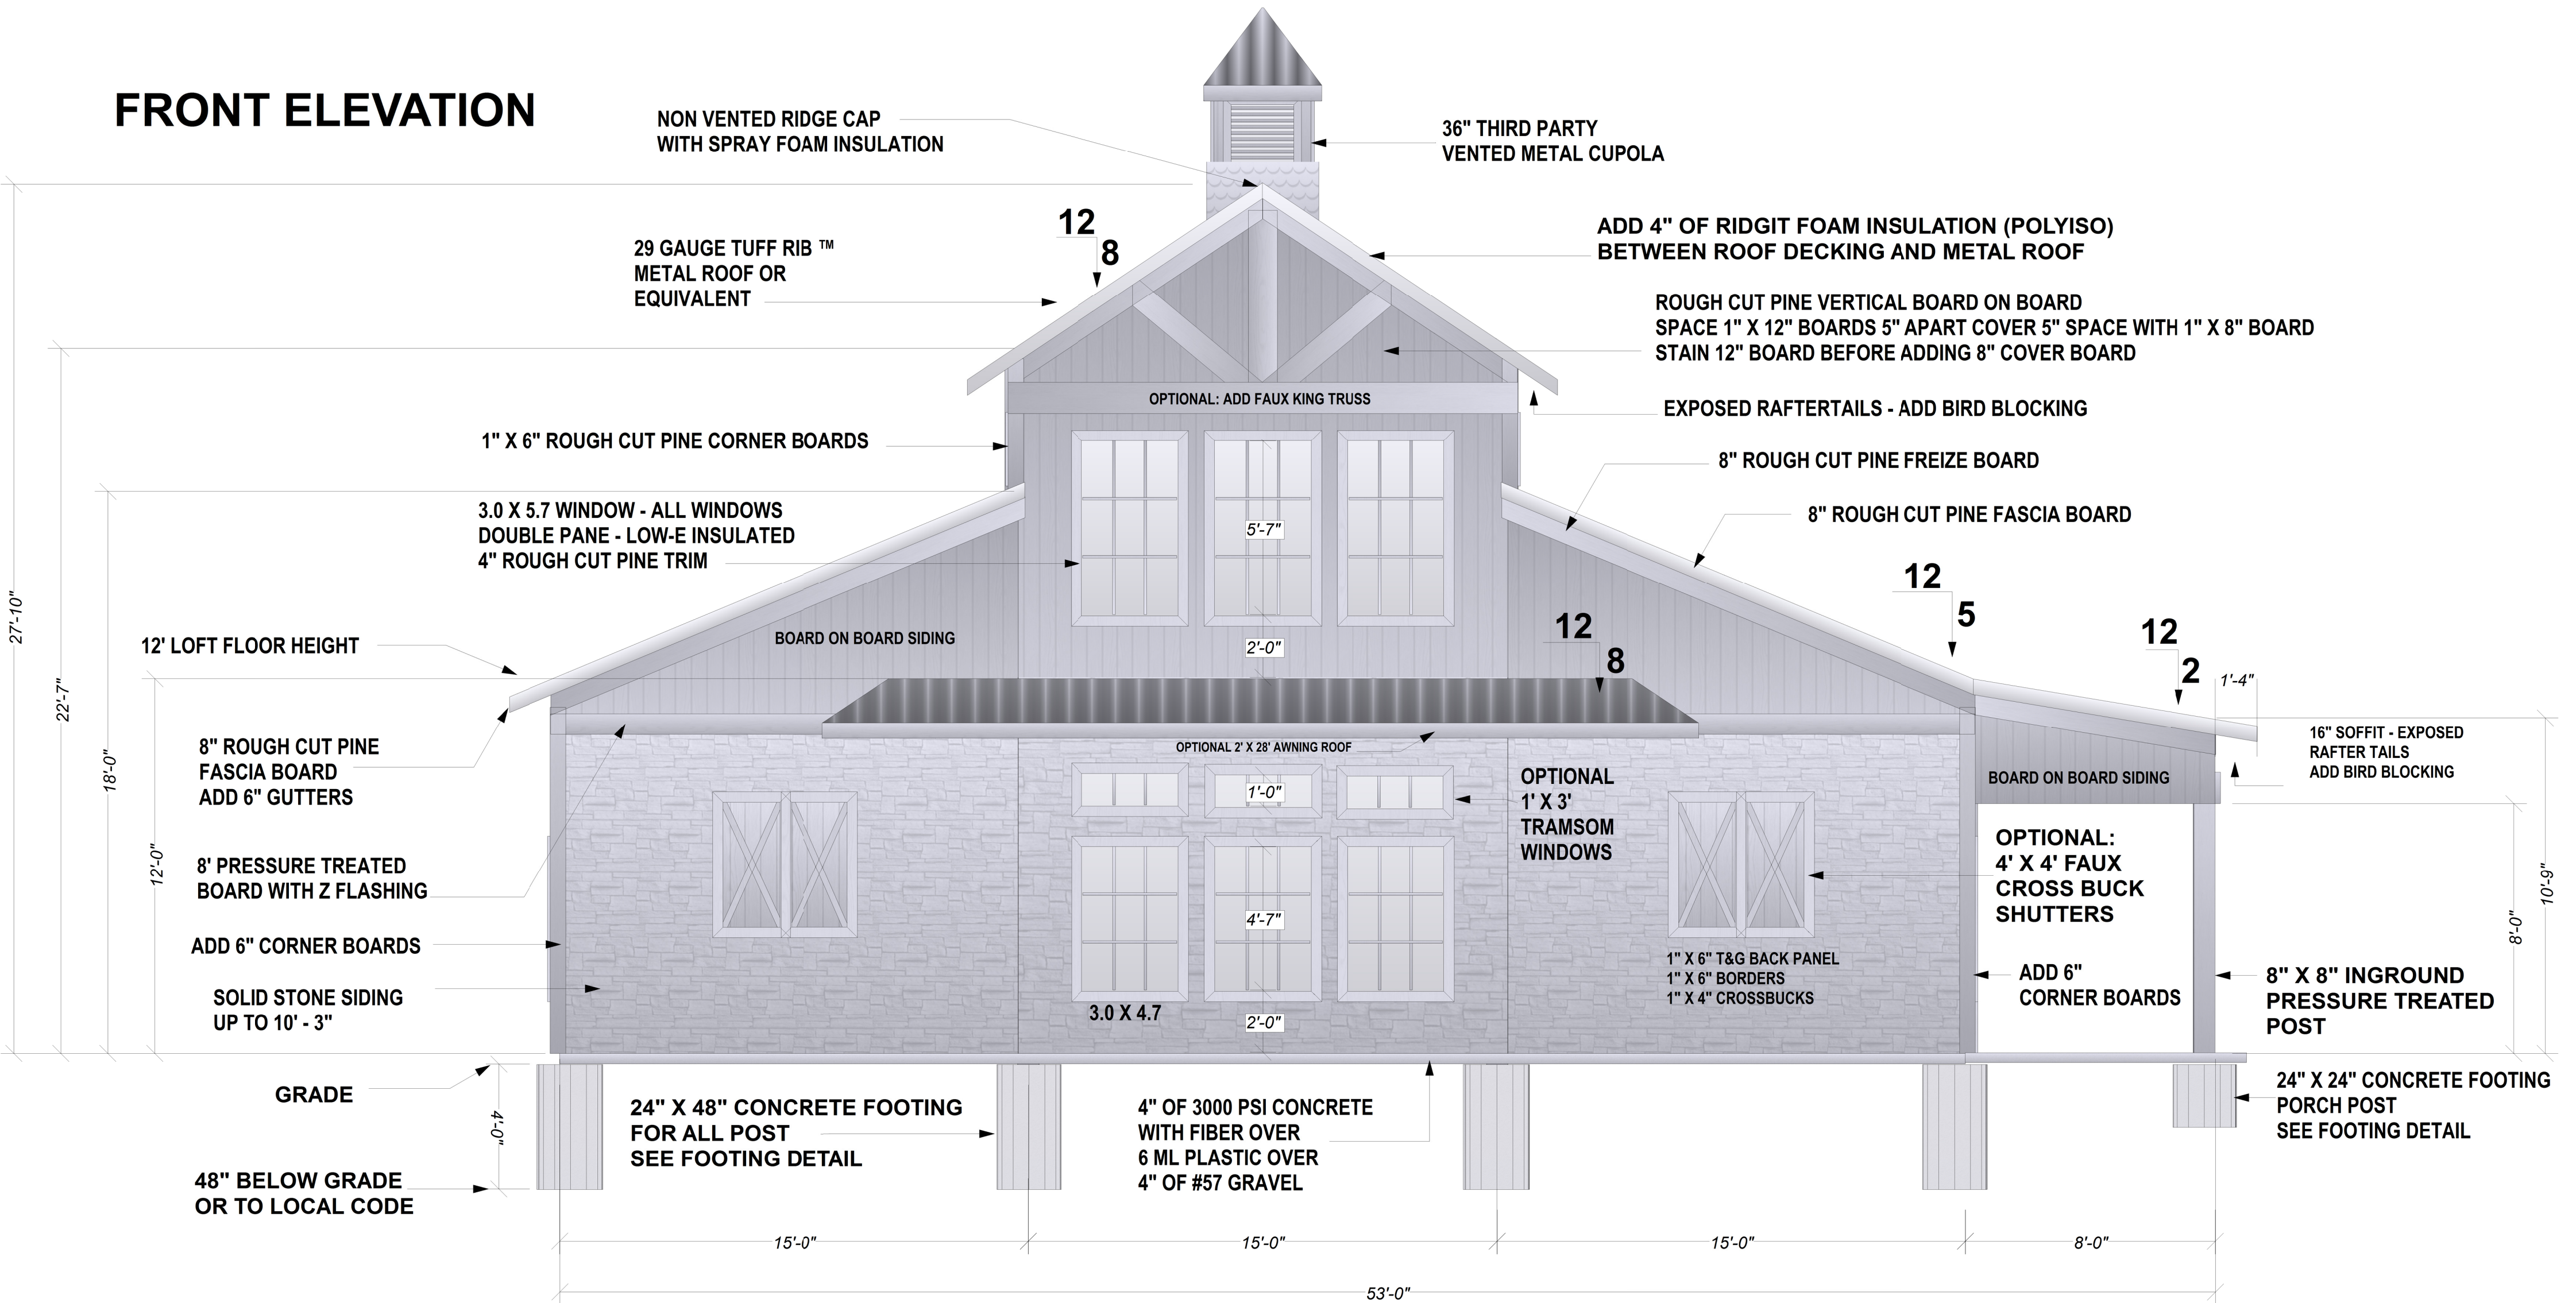 FRONT ELEVATION
NON VENTED RIDGE CAP
WITH SPRAY FOAM INSULATION
36" THIRD PARTY
VENTED METAL CUPOLA
12
8
29 GAUGE TUFF RIB ™
METAL ROOF OR
EQUIVALENT
ADD 4" OF RIDGIT FOAM INSULATION (POLYISO)
BETWEEN ROOF DECKING AND METAL ROOF
ROUGH CUT PINE VERTICAL BOARD ON BOARD
SPACE 1" X 12" BOARDS 5" APART COVER 5" SPACE WITH 1" X 8" BOARD
STAIN 12" BOARD BEFORE ADDING 8" COVER BOARD
OPTIONAL: ADD FAUX KING TRUSS
EXPOSED RAFTERTAILS - ADD BIRD BLOCKING
1" X 6" ROUGH CUT PINE CORNER BOARDS
8" ROUGH CUT PINE FREIZE BOARD
3.0 X 5.7 WINDOW - ALL WINDOWS
DOUBLE PANE - LOW-E INSULATED
4" ROUGH CUT PINE TRIM
8" ROUGH CUT PINE FASCIA BOARD
5'-7"
12
5
27'-10"
22'-7"
18'-0"
12'-0"
12' LOFT FLOOR HEIGHT
BOARD ON BOARD SIDING
2'-0"
12
8
12
2
1'-4"
8" ROUGH CUT PINE
FASCIA BOARD
ADD 6" GUTTERS
OPTIONAL 2' X 28' AWNING ROOF
16" SOFFIT - EXPOSED
RAFTER TAILS
ADD BIRD BLOCKING
BOARD ON BOARD SIDING
1'-0"
OPTIONAL
1' X 3'
TRAMSOM
WINDOWS
8' PRESSURE TREATED
BOARD WITH Z FLASHING
OPTIONAL:
4' X 4' FAUX
CROSS BUCK
SHUTTERS
10'-9"
8'-0"
4'-7"
ADD 6" CORNER BOARDS
1" X 6" T&G BACK PANEL
1" X 6" BORDERS
1" X 4" CROSSBUCKS
ADD 6"
CORNER BOARDS
8" X 8" INGROUND
PRESSURE TREATED
POST
SOLID STONE SIDING
UP TO 10' - 3"
3.0 X 4.7
2'-0"
GRADE
4'-0"
24" X 48" CONCRETE FOOTING
FOR ALL POST
SEE FOOTING DETAIL
4" OF 3000 PSI CONCRETE
WITH FIBER OVER
6 ML PLASTIC OVER
4" OF #57 GRAVEL
24" X 24" CONCRETE FOOTING
PORCH POST
SEE FOOTING DETAIL
48" BELOW GRADE
OR TO LOCAL CODE
15'-0"
15'-0"
15'-0"
8'-0"
53'-0"